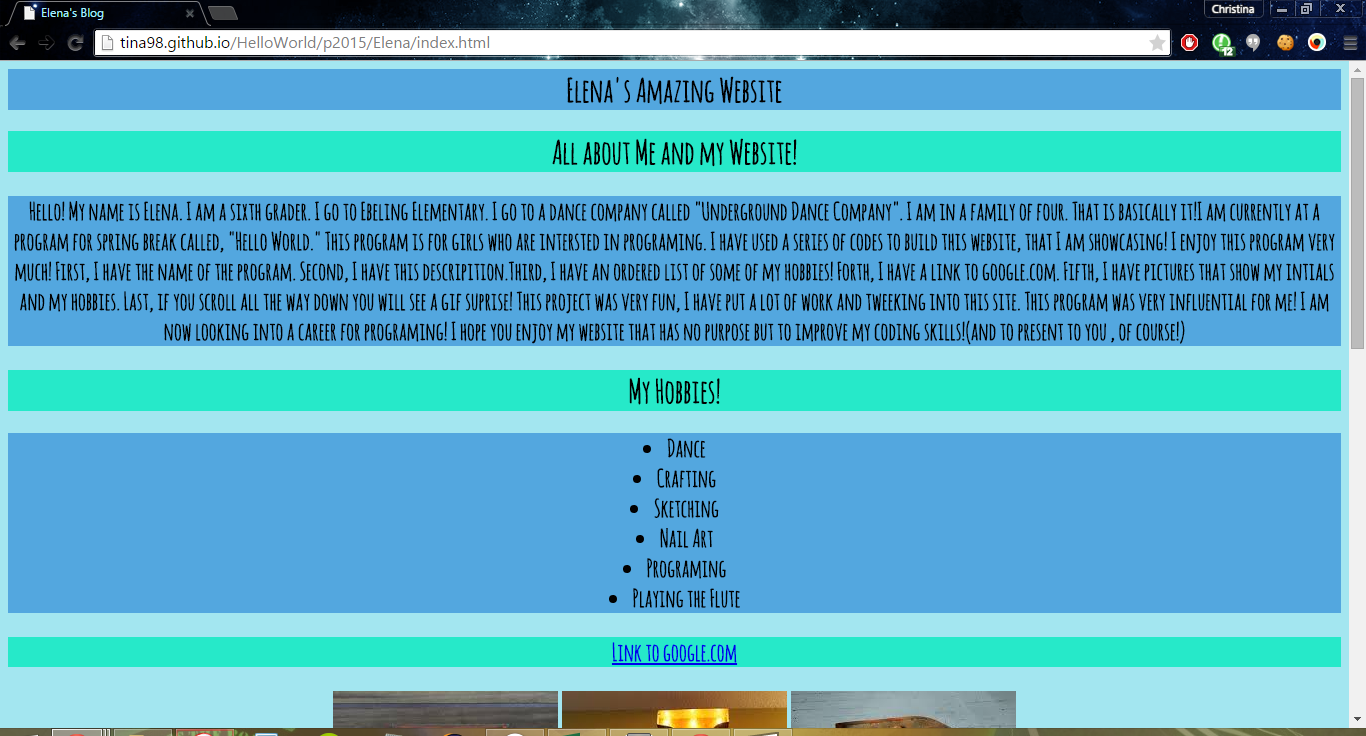 Elena's Blog
Christina
tina98.github.io/HelloWorld/p2015/Elena/index.html
12
Elena's Amazing Website
All about Me and my Website!
Hello! My name is Elena. I am a sixth grader. I go to Ebeling Elementary. I go to a dance company called "Underground Dance Company". I am in a family of four. That is basically it!I am currently at a
program for spring break called, "Hello World." This program is for girls who are intersted in programing. I have used a series of codes to build this website, that I am showcasing! I enjoy this program very
much! First, I have the name of the program. Second, I have this descripition.Third, I have an ordered list of some of my hobbies! Forth, I have a link to google.com. Fifth, I have pictures that show my intials
and my hobbies. Last, if you scroll all the way down you will see a gif suprise! This project was very fun, I have put a lot of work and tweeking into this site. This program was very influential for me! I am
now looking into a career for programing! I hope you enjoy my website that has no purpose but to improve my coding skills!(and to present to you , of course!)
My Hobbies!
• Dance
• Crafting
• Sketching
• Nail Art
• Programing
• Playing the Flute
Link to google.com